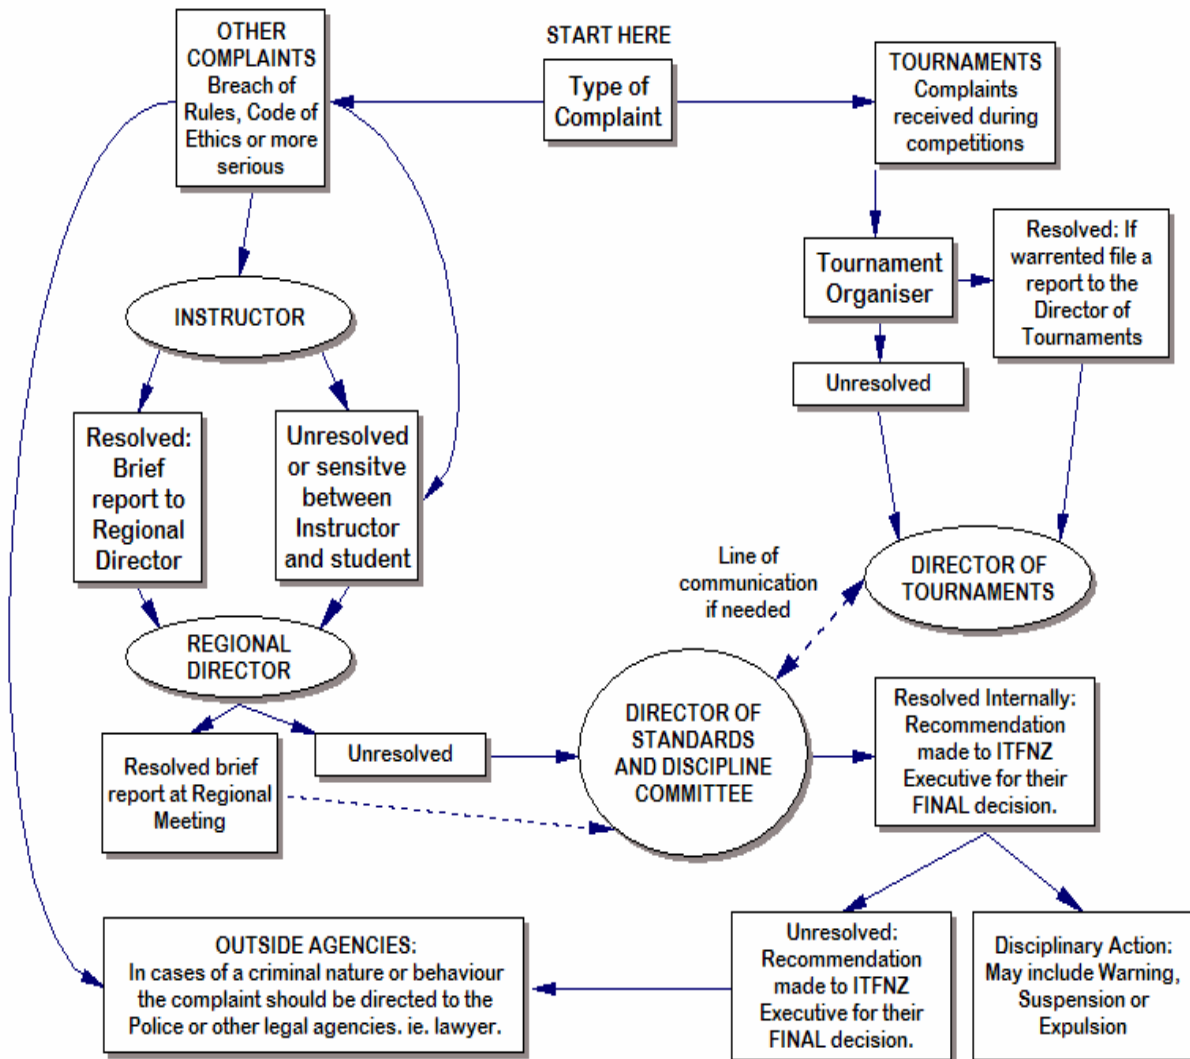 OTHER
COMPLAINTS
Breach of
Rules, Code of
Ethics or more
serious
START HERE
Type of
Complaint
TOURNAMENTS
Complaints
received during
competitions
Tournament
Organiser
Resolved: If
warrented file a
report to the
Director of
Tournaments
Unresolved
INSTRUCTOR
Resolved:
Brief
report to
Regional
Director
Unresolved
or sensitve
between
Instructor
and student
Line of
communication
if needed
DIRECTOR OF
TOURNAMENTS
REGIONAL
DIRECTOR
Resolved brief
report at Regional
Meeting
Unresolved
DIRECTOR OF
STANDARDS
AND DISCIPLINE
COMMITTEE
Resolved Internally:
Recommendation
made to ITFNZ
Executive for their
FINAL decision.
OUTSIDE AGENCIES:
In cases of a criminal nature or behaviour
the complaint should be directed to the
Police or other legal agencies. ie. lawyer.
Unresolved:
Recommendation
made to ITFNZ
Executive for their
FINAL decision.
Disciplinary Action:
May include Warning,
Suspension or
Expulsion